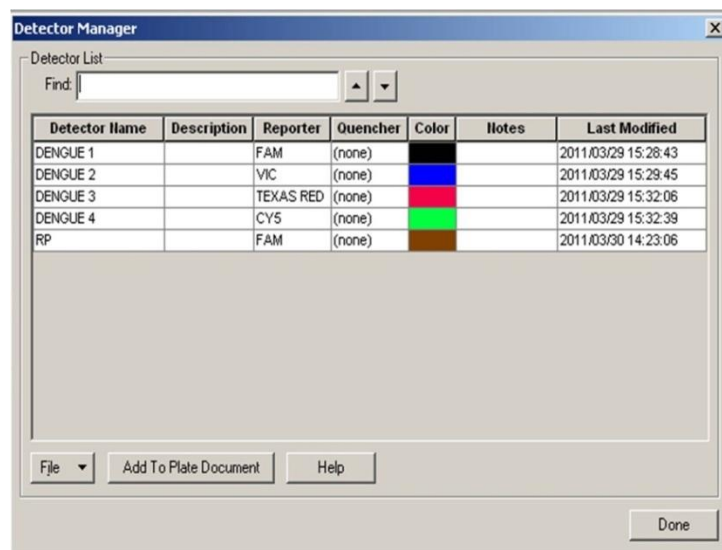 Detector Manager
Detector List
Find:
Detector Name Description Reporter Quencher Color Notes Last Modified
DENGUE 1 FAM (none) 2011/03/29 15:28:43
DENGUE 2 VIC (none) 2011/03/29 15:29:45
DENGUE 3 TEXAS RED (none) 2011/03/29 15:32:06
DENGUE 4 CY5 (none) 2011/03/29 15:32:39
RP FAM (none) 2011/03/30 14:23:06
File Add To Plate Document Help
Done